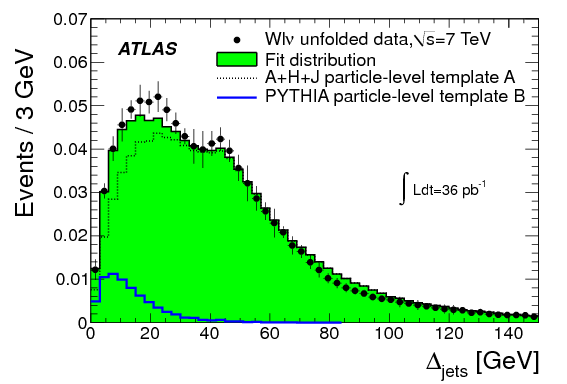 ATLAS
Wlν unfolded data,√s=7 TeV
Fit distribution
A+H+J particle-level template A
PYTHIA particle-level template B
∫ Ldt=36 pb⁻¹
Events / 3 GeV
0.07
0.06
0.05
0.04
0.03
0.02
0.01
0
0 20 40 60 80 100 120 140
Δjets [GeV]